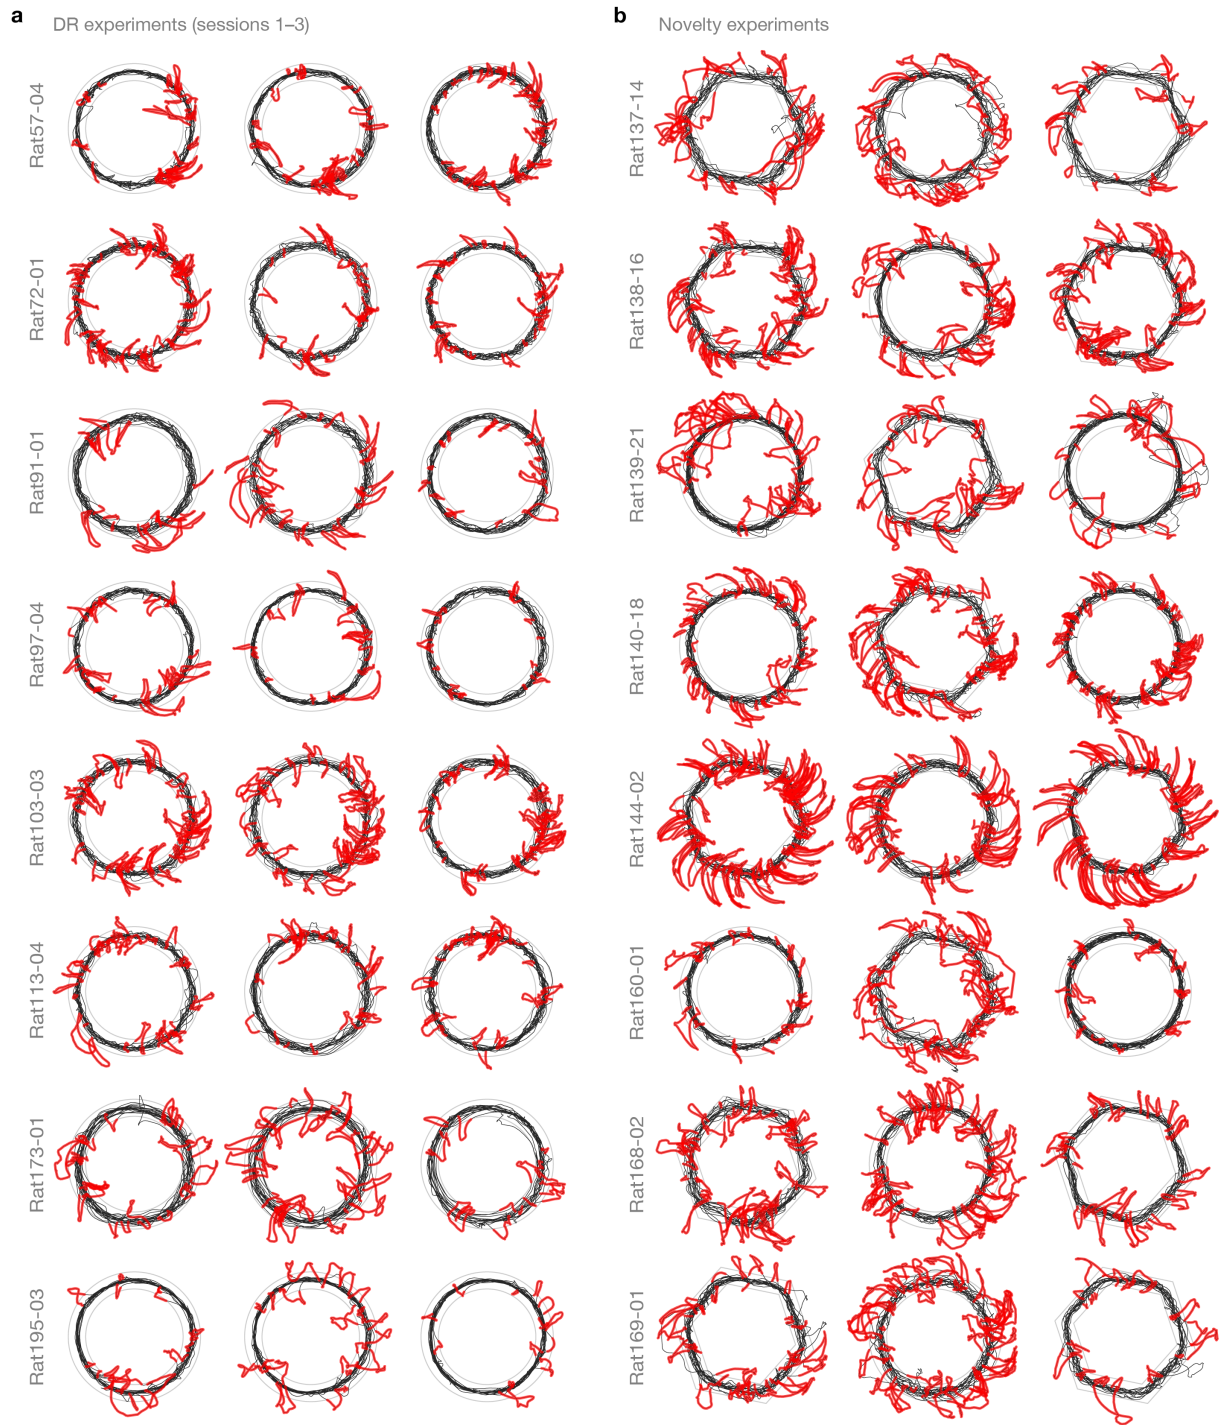 a
DR experiments (sessions 1–3)
Rat57-04
Rat72-01
Rat91-01
Rat97-04
Rat103-03
Rat113-04
Rat173-01
Rat195-03
b
Novelty experiments
Rat137-14
Rat138-16
Rat139-21
Rat140-18
Rat144-02
Rat160-01
Rat168-02
Rat169-01